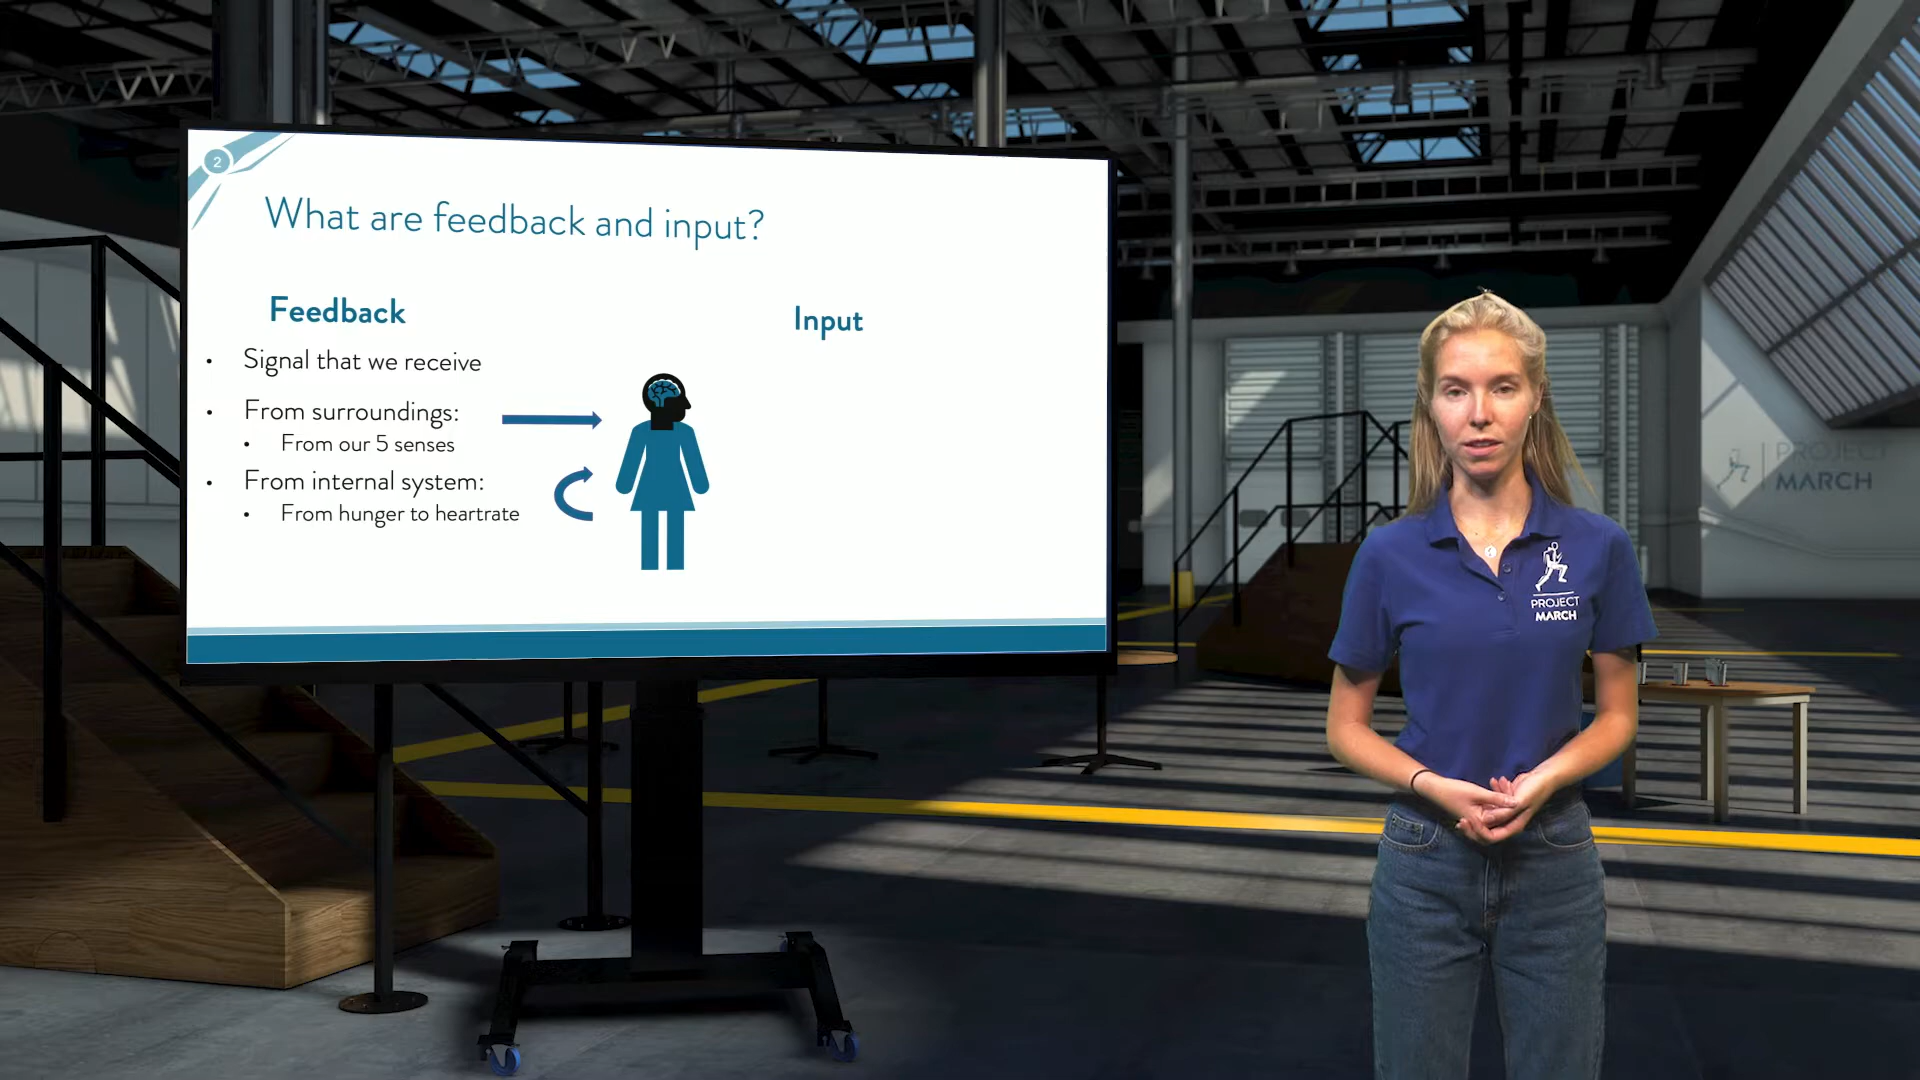 2
What are feedback and input?
Feedback
• Signal that we receive
• From surroundings:
• From our 5 senses
• From internal system:
• From hunger to heartrate
Input
PROJECT
MARCH
PROJECT
MARCH